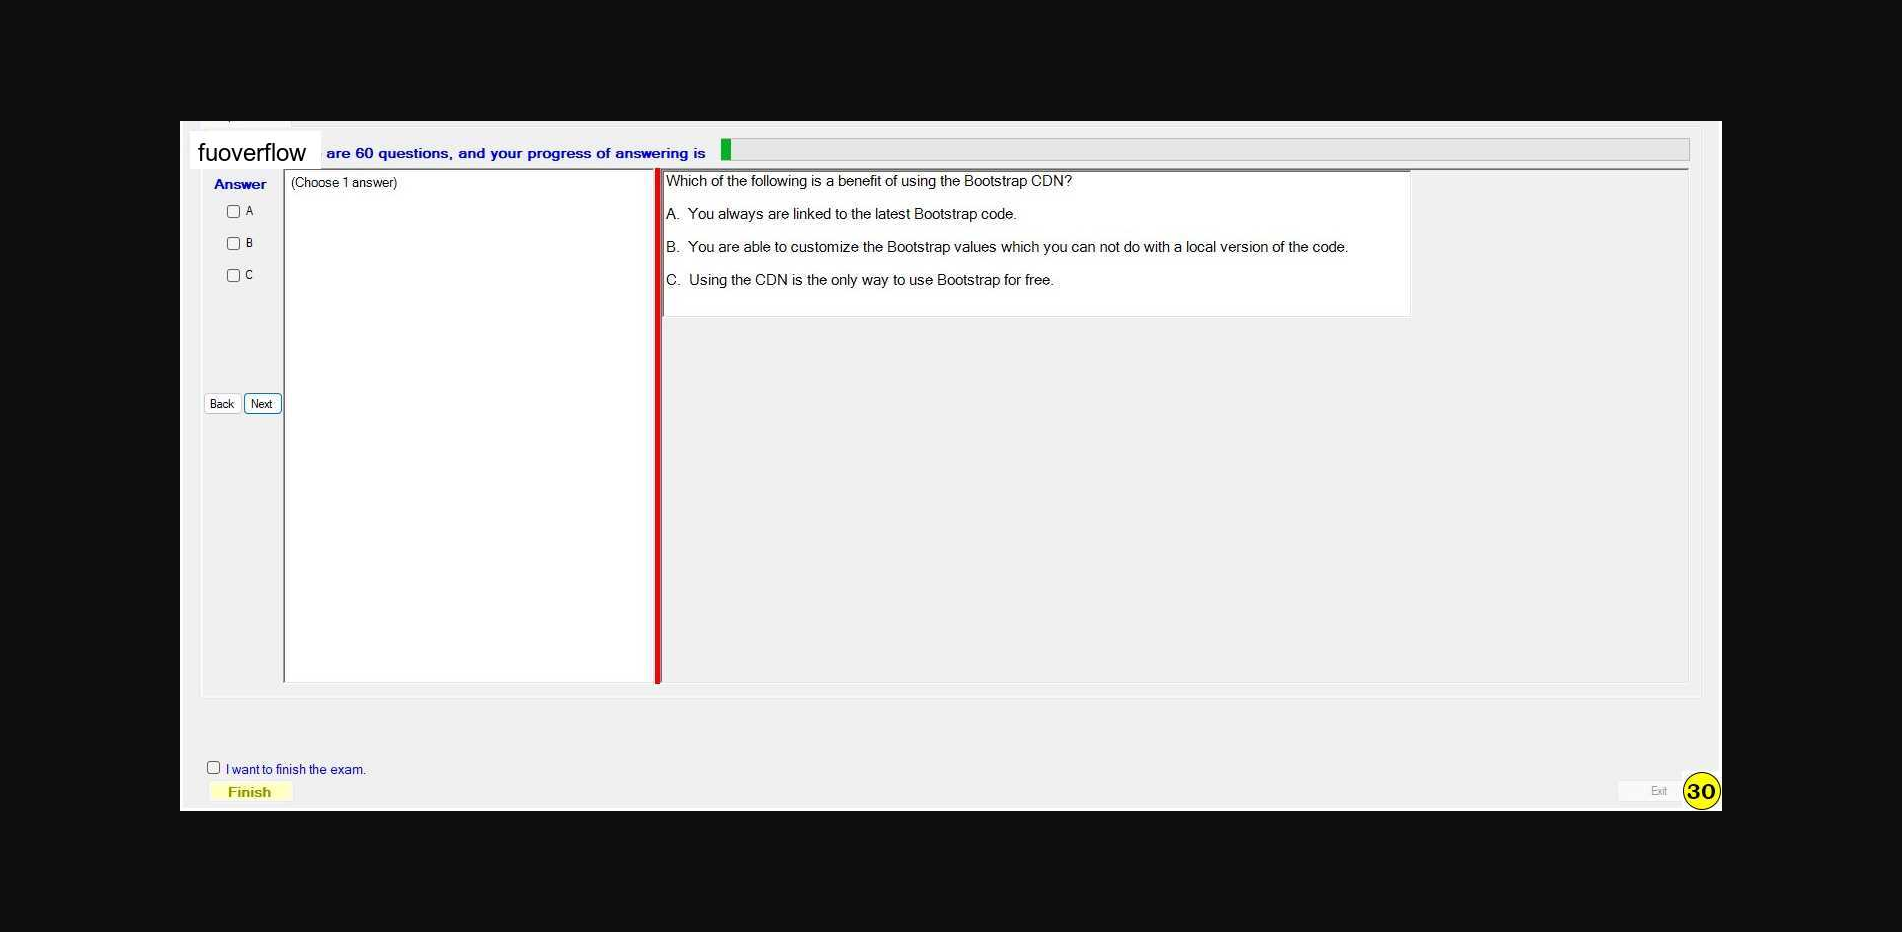 fuoverflow are 60 questions, and your progress of answering is
Answer
A
B
C
Back Next
(Choose 1 answer)
Which of the following is a benefit of using the Bootstrap CDN?
A. You always are linked to the latest Bootstrap code.
B. You are able to customize the Bootstrap values which you can not do with a local version of the code.
C. Using the CDN is the only way to use Bootstrap for free.
I want to finish the exam.
Finish
Exit 30